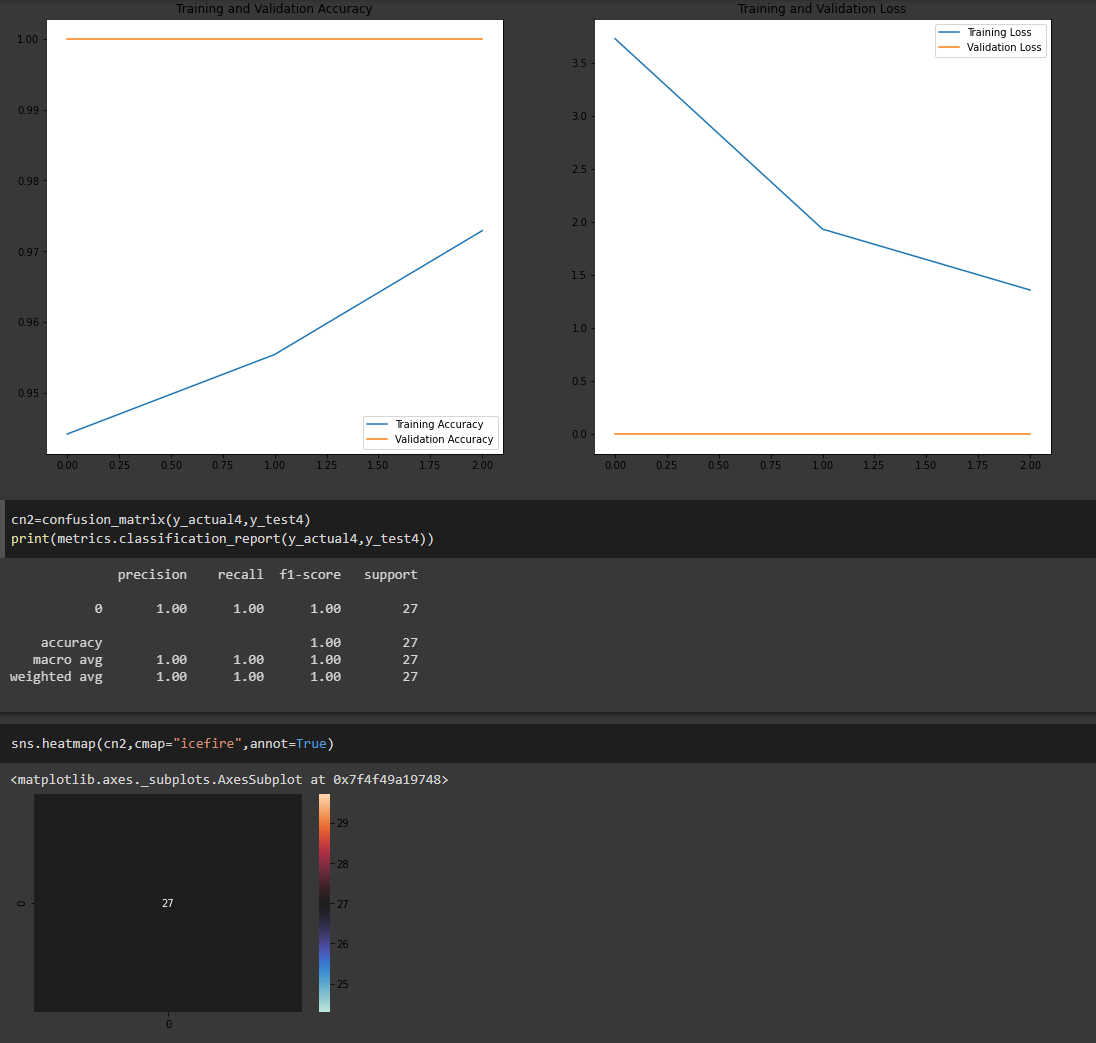 Training and Validation Accuracy
1.00
0.99
0.98
0.97
0.96
0.95
Training Accuracy
Validation Accuracy
0.00 0.25 0.50 0.75 1.00 1.25 1.50 1.75 2.00
Training and Validation Loss
Training Loss
Validation Loss
3.5
3.0
2.5
2.0
1.5
1.0
0.5
0.0
0.00 0.25 0.50 0.75 1.00 1.25 1.50 1.75 2.00
cn2=confusion_matrix(y_actual4,y_test4)
print(metrics.classification_report(y_actual4,y_test4))
precision recall f1-score support
0 1.00 1.00 1.00 27
accuracy 1.00 27
macro avg 1.00 1.00 1.00 27
weighted avg 1.00 1.00 1.00 27
sns.heatmap(cn2,cmap="icefire",annot=True)
<matplotlib.axes._subplots.AxesSubplot at 0x7f4f49a19748>
0
27
0
29
28
27
26
25